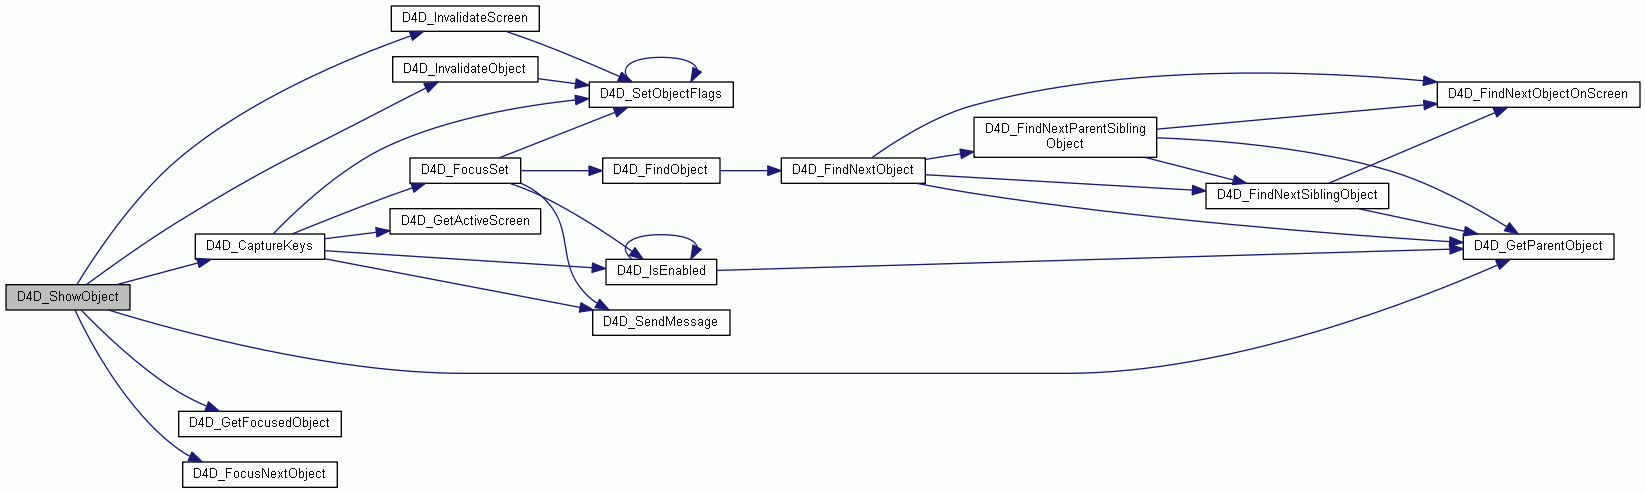 D4D_InvalidateScreen
D4D_InvalidateObject
D4D_SetObjectFlags
D4D_FindNextObjectOnScreen
D4D_FindNextParentSibling
Object
D4D_FocusSet
D4D_FindObject
D4D_FindNextObject
D4D_FindNextSiblingObject
D4D_GetActiveScreen
D4D_CaptureKeys
D4D_GetParentObject
D4D_IsEnabled
D4D_ShowObject
D4D_SendMessage
D4D_GetFocusedObject
D4D_FocusNextObject